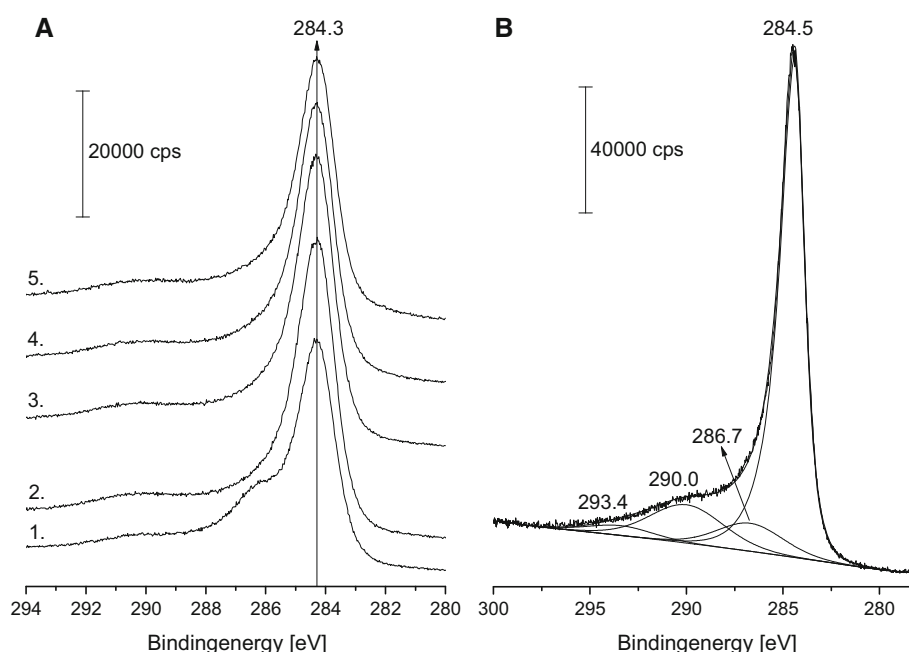 A
284.3
20000 cps
5.
4.
3.
2.
1.
294 292 290 288 286 284 282 280
Bindingenergy [eV]
B
284.5
40000 cps
286.7
290.0
293.4
300 295 290 285 280
Bindingenergy [eV]